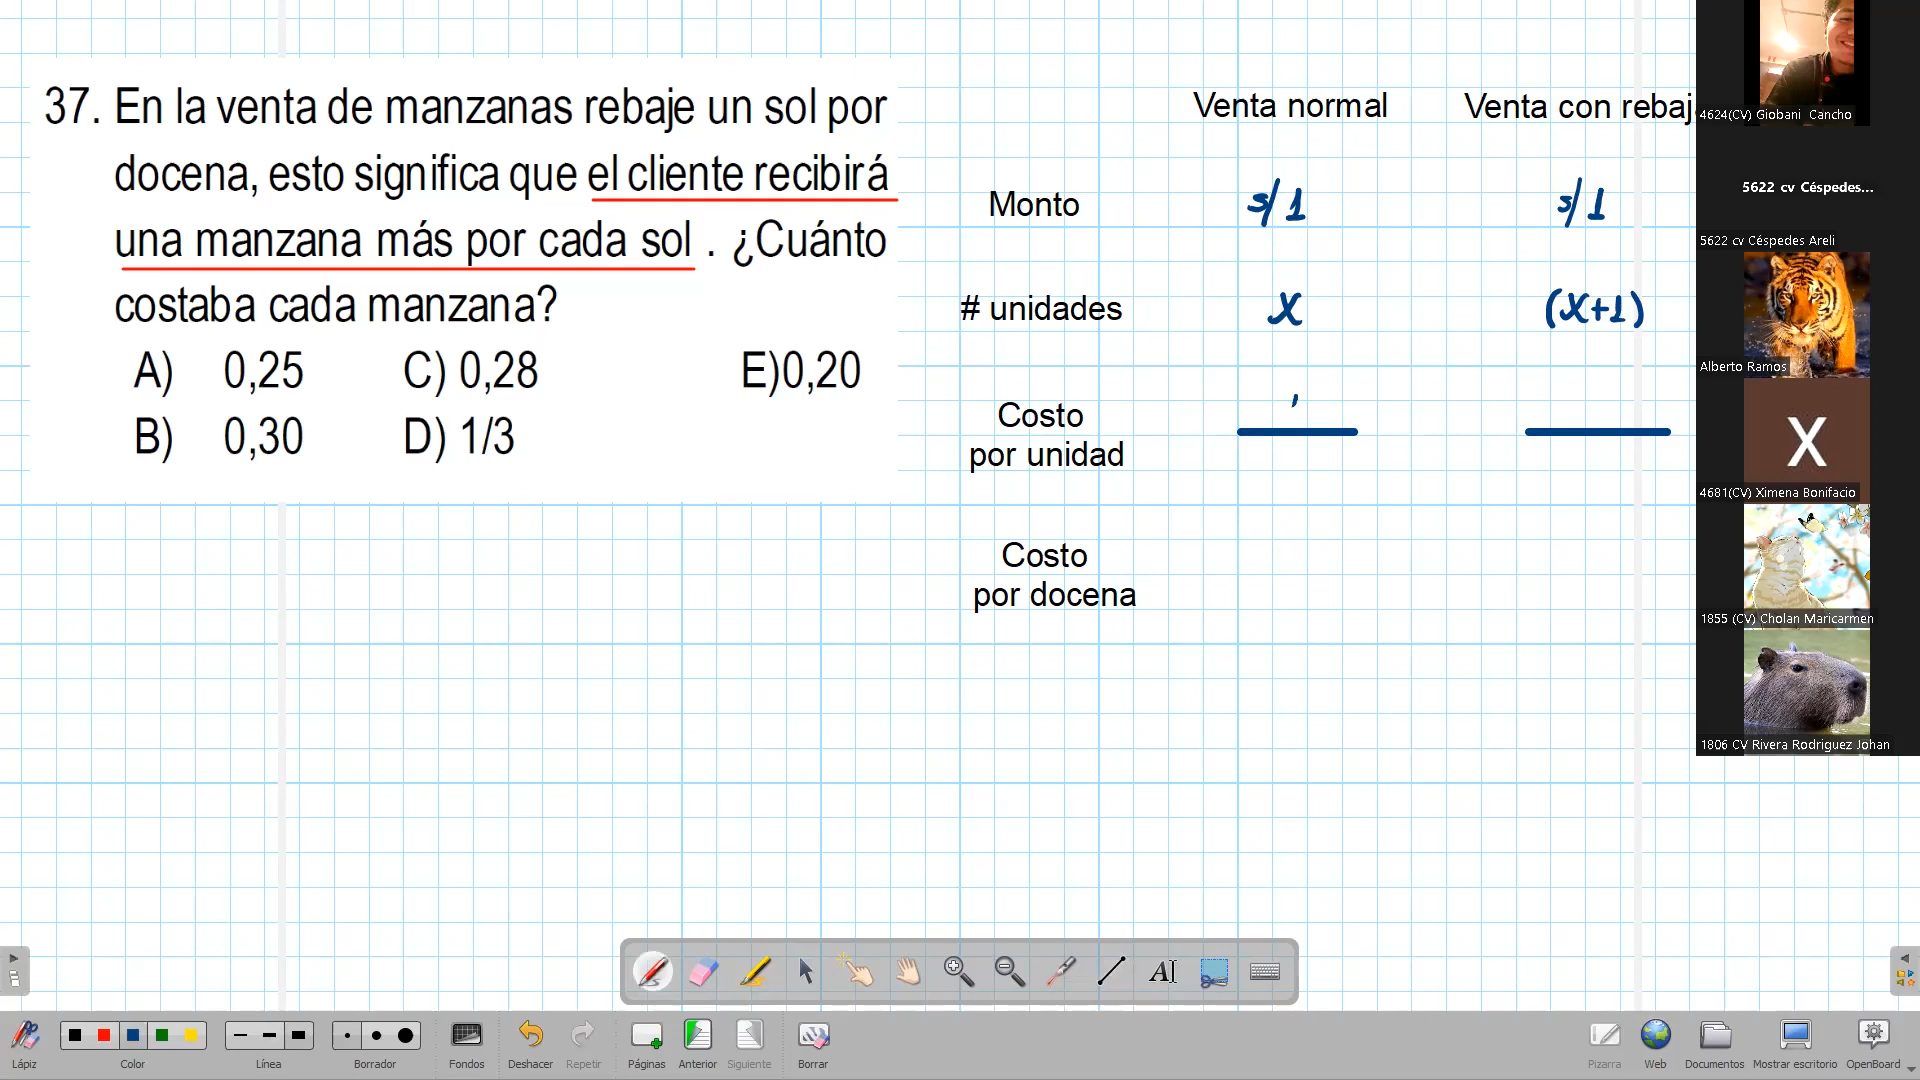 37. En la venta de manzanas rebaje un sol por
docena, esto significa que el cliente recibirá
una manzana más por cada sol . ¿Cuánto
costaba cada manzana?
A) 0,25 C) 0,28 E)0,20
B) 0,30 D) 1/3
Venta normal Venta con rebaj
Monto s/1 s/1
# unidades x (x+1)
Costo
por unidad
Costo
por docena
4624(CV) Giobani Cancho
5622 cv Céspedes...
5622 cv Céspedes Areli
Alberto Ramos
X
4681(CV) Ximena Bonifacio
1855 (CV) Cholan Maricarmen
1806 CV Rivera Rodriguez Johan
Lápiz Color Línea Borrador Fondos Deshacer Repetir Páginas Anterior Siguiente Borrar Pizarra Web Documentos Mostrar escritorio OpenBoard